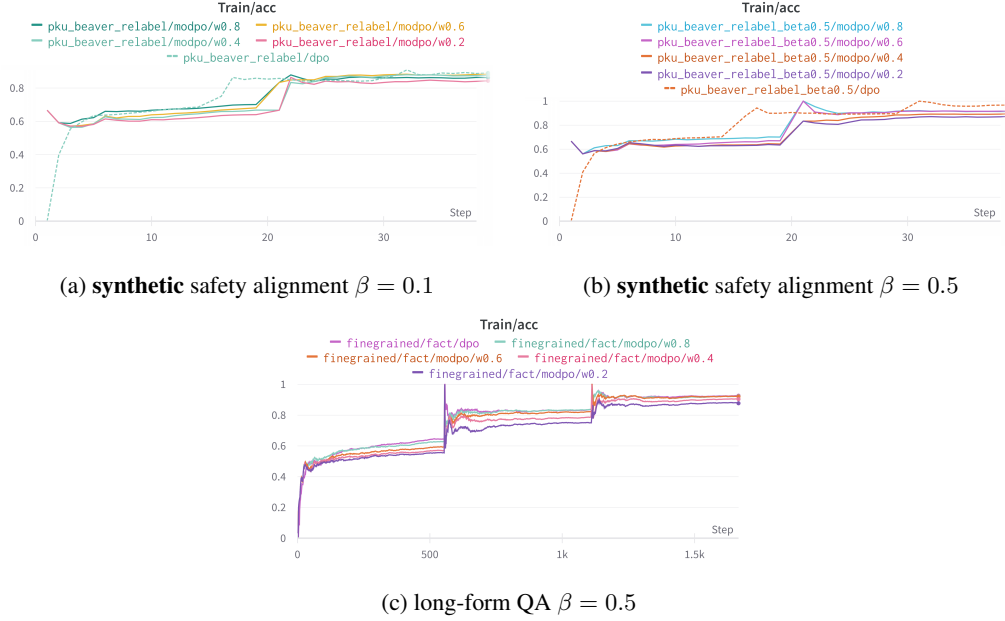 Train/acc
pku_beaver_relabel/modpo/w0.8 pku_beaver_relabel/modpo/w0.6
pku_beaver_relabel/modpo/w0.4 pku_beaver_relabel/modpo/w0.2
pku_beaver_relabel/dpo
0.8
0.6
0.4
0.2
0
Step
0 10 20 30
(a) synthetic safety alignment β = 0.1
Train/acc
pku_beaver_relabel_beta0.5/modpo/w0.8
pku_beaver_relabel_beta0.5/modpo/w0.6
pku_beaver_relabel_beta0.5/modpo/w0.4
pku_beaver_relabel_beta0.5/modpo/w0.2
pku_beaver_relabel_beta0.5/dpo
1
0.8
0.6
0.4
0.2
0
Step
0 10 20 30
(b) synthetic safety alignment β = 0.5
Train/acc
finegrained/fact/dpo finegrained/fact/modpo/w0.8
finegrained/fact/modpo/w0.6 finegrained/fact/modpo/w0.4
finegrained/fact/modpo/w0.2
1
0.8
0.6
0.4
0.2
0
Step
0 500 1k 1.5k
(c) long-form QA β = 0.5